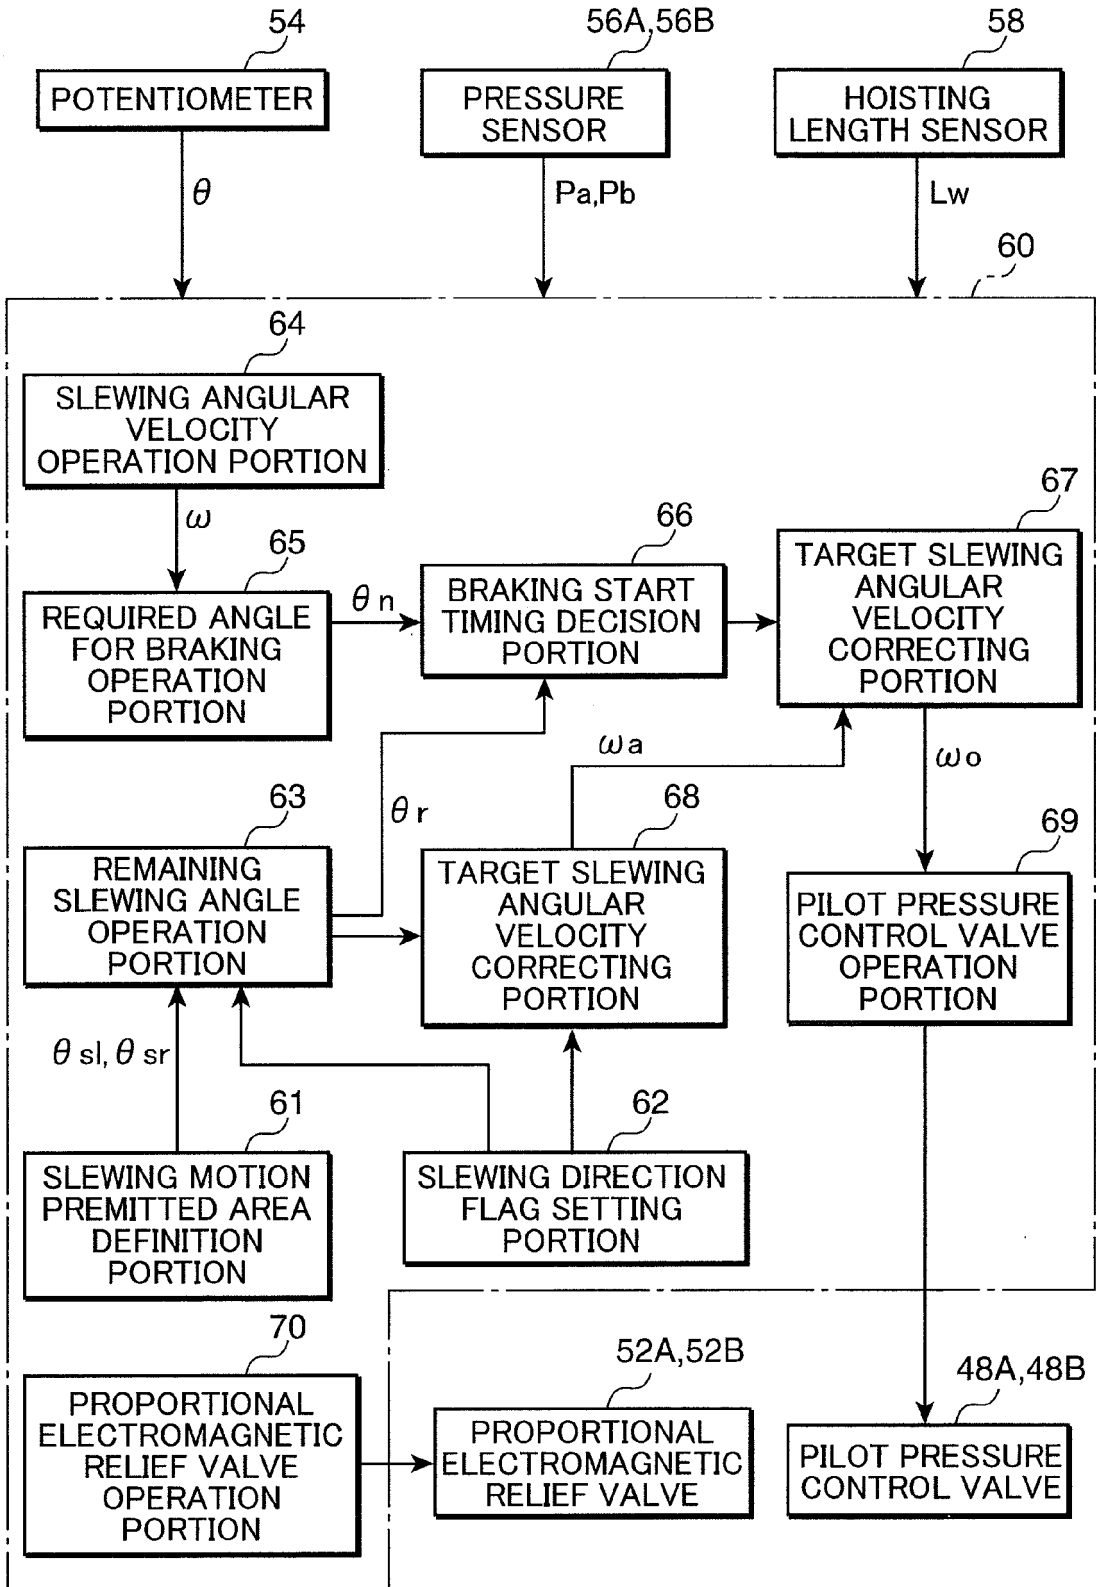 54
POTENTIOMETER
θ
56A,56B
PRESSURE
SENSOR
Pa,Pb
58
HOISTING
LENGTH SENSOR
Lw
60
64
SLEWING ANGULAR
VELOCITY
OPERATION PORTION
ω
65
REQUIRED ANGLE
FOR BRAKING
OPERATION
PORTION
θn
66
BRAKING START
TIMING DECISION
PORTION
67
TARGET SLEWING
ANGULAR
VELOCITY
CORRECTING
PORTION
ωa
ωo
63
REMAINING
SLEWING ANGLE
OPERATION
PORTION
θr
68
TARGET SLEWING
ANGULAR
VELOCITY
CORRECTING
PORTION
69
PILOT PRESSURE
CONTROL VALVE
OPERATION
PORTION
θsl,θsr
61
SLEWING MOTION
PREMITTED AREA
DEFINITION
PORTION
62
SLEWING DIRECTION
FLAG SETTING
PORTION
70
PROPORTIONAL
ELECTROMAGNETIC
RELIEF VALVE
OPERATION
PORTION
52A,52B
PROPORTIONAL
ELECTROMAGNETIC
RELIEF VALVE
48A,48B
PILOT PRESSURE
CONTROL VALVE